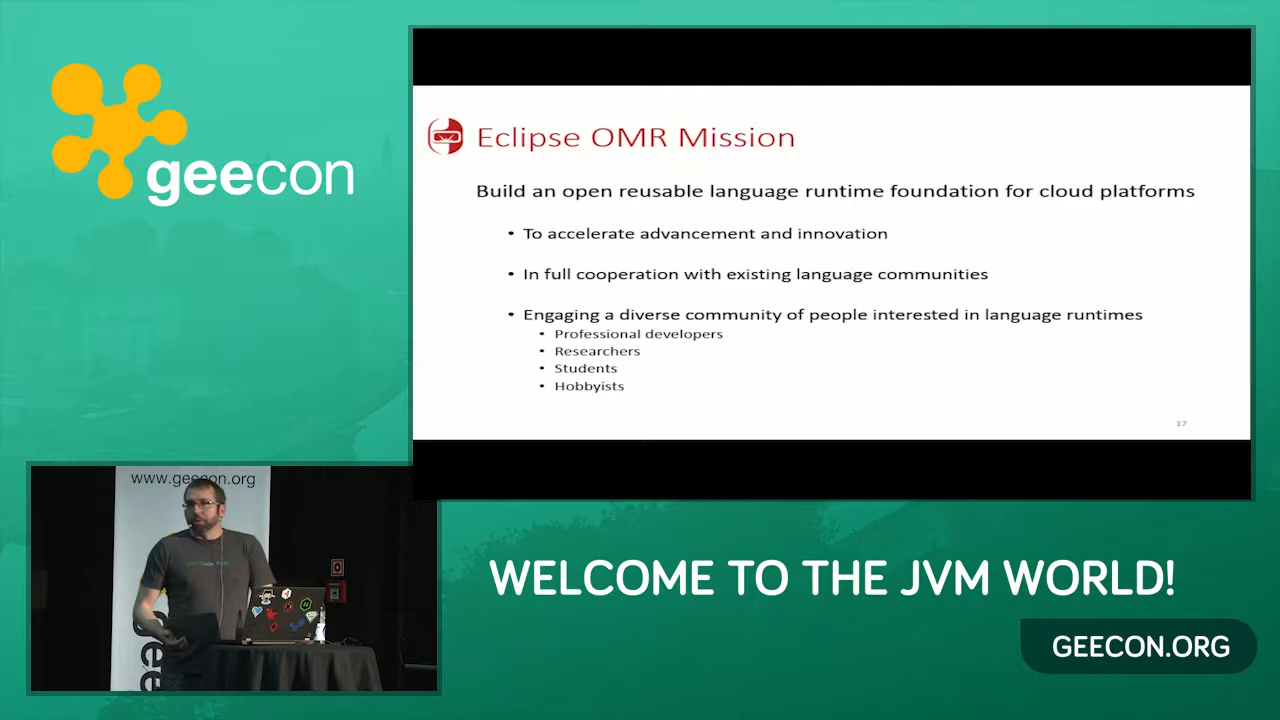 geecon
Eclipse OMR Mission
Build an open reusable language runtime foundation for cloud platforms
• To accelerate advancement and innovation
• In full cooperation with existing language communities
• Engaging a diverse community of people interested in language runtimes
• Professional developers
• Researchers
• Students
• Hobbyists
17
www.geecon.org
gee
WELCOME TO THE JVM WORLD!
GEECON.ORG